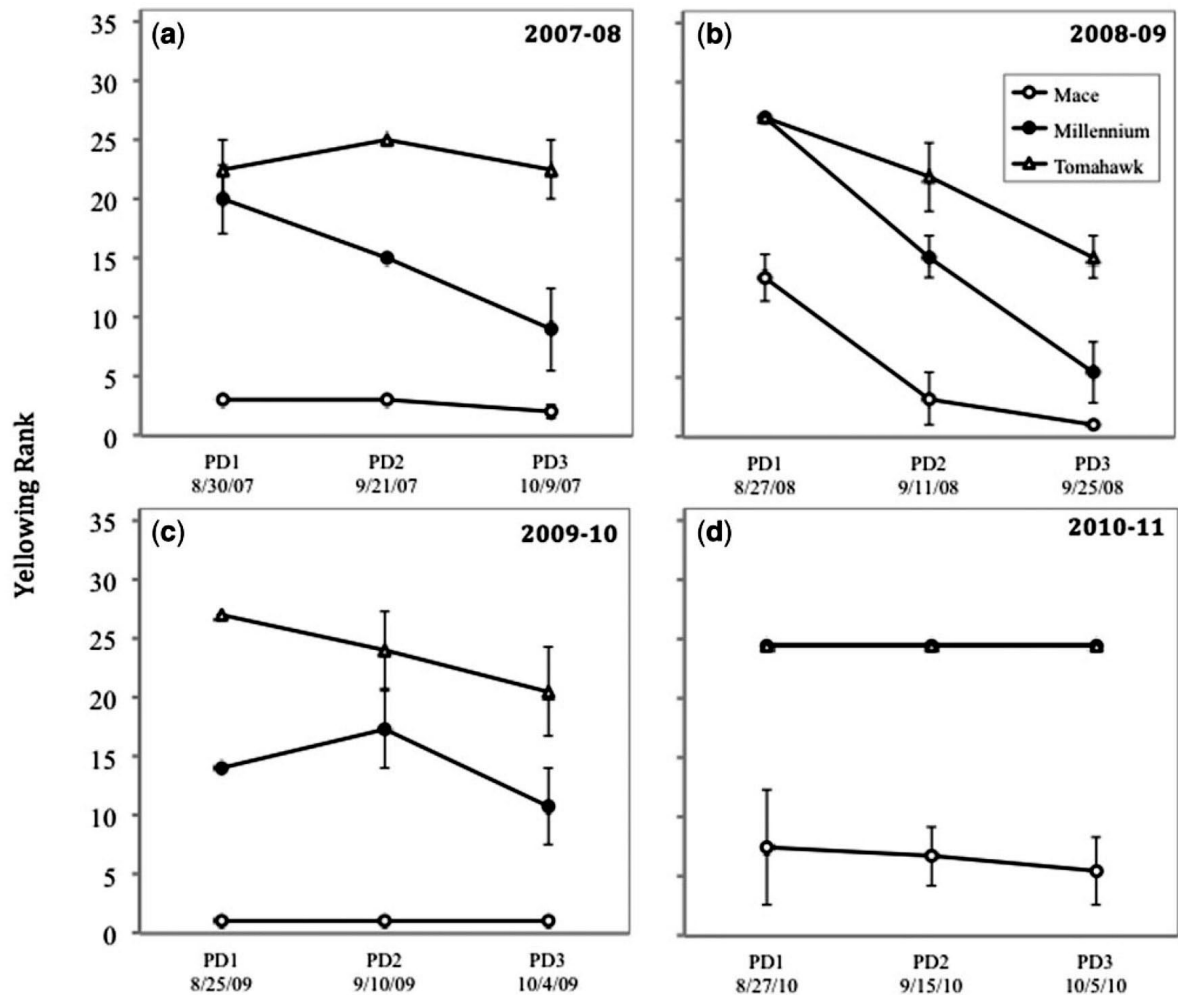 Yellowing Rank
(a)
2007-08
35
30
25
20
15
10
5
0
PD1
8/30/07
PD2
9/21/07
PD3
10/9/07
(b)
2008-09
Mace
Millennium
Tomahawk
PD1
8/27/08
PD2
9/11/08
PD3
9/25/08
(c)
2009-10
35
30
25
20
15
10
5
0
PD1
8/25/09
PD2
9/10/09
PD3
10/4/09
(d)
2010-11
PD1
8/27/10
PD2
9/15/10
PD3
10/5/10